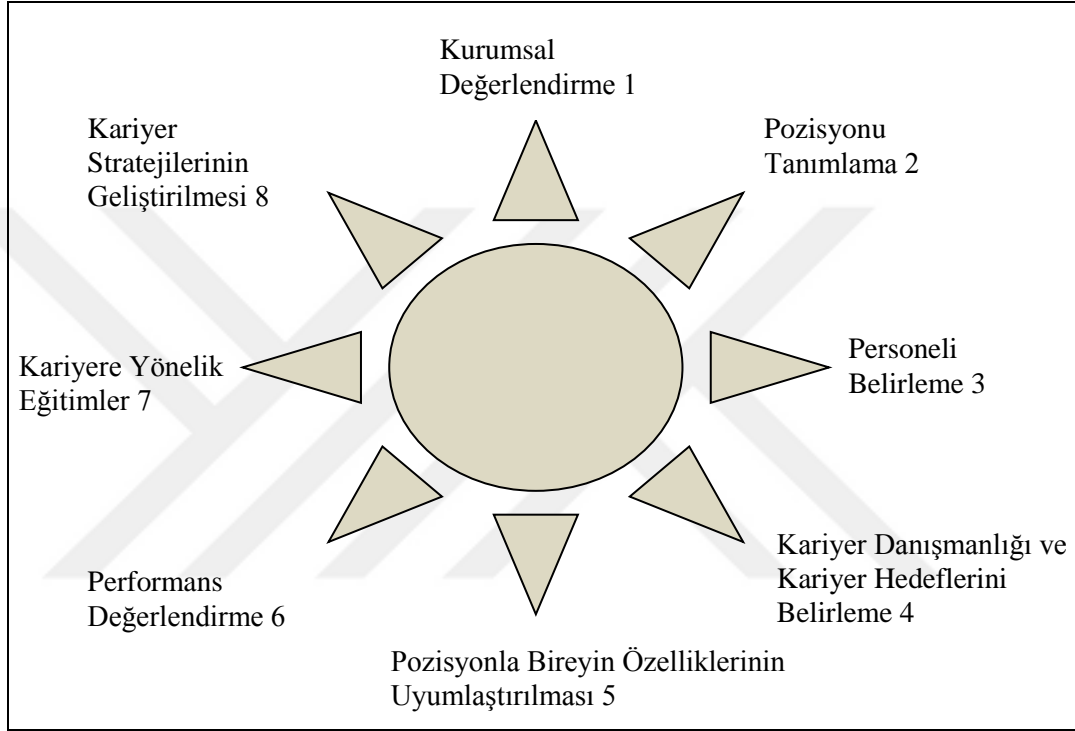 Kurumsal
Değerlendirme 1
Pozisyonu
Tanımlama 2
Personeli
Belirleme 3
Kariyer Danışmanlığı ve
Kariyer Hedeflerini
Belirleme 4
Pozisyonla Bireyin Özelliklerinin
Uyumlaştırılması 5
Performans
Değerlendirme 6
Kariyere Yönelik
Eğitimler 7
Kariyer
Stratejilerinin
Geliştirilmesi 8